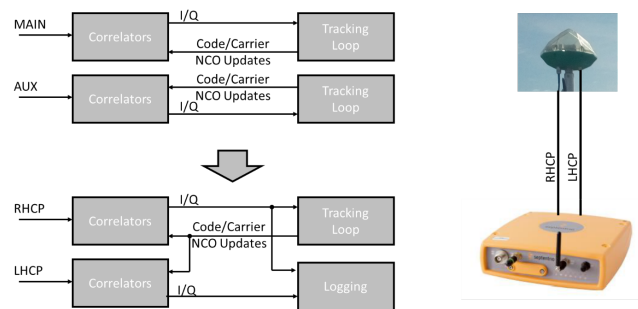 MAIN
Correlators
I/Q
Code/Carrier
NCO Updates
Tracking
Loop
AUX
Correlators
Code/Carrier
NCO Updates
I/Q
Tracking
Loop
RHCP
Correlators
I/Q
Code/Carrier
NCO Updates
Tracking
Loop
LHCP
Correlators
I/Q
Logging
RHCP
LHCP